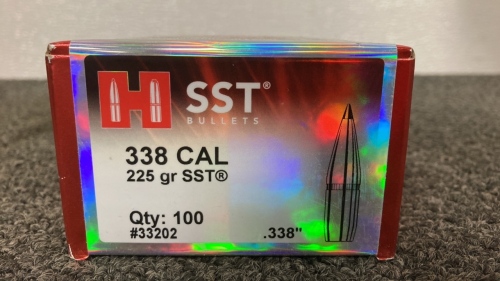 H SST®
BULLETS
338 CAL
225 gr SST®
Qty: 100
#33202 .338"